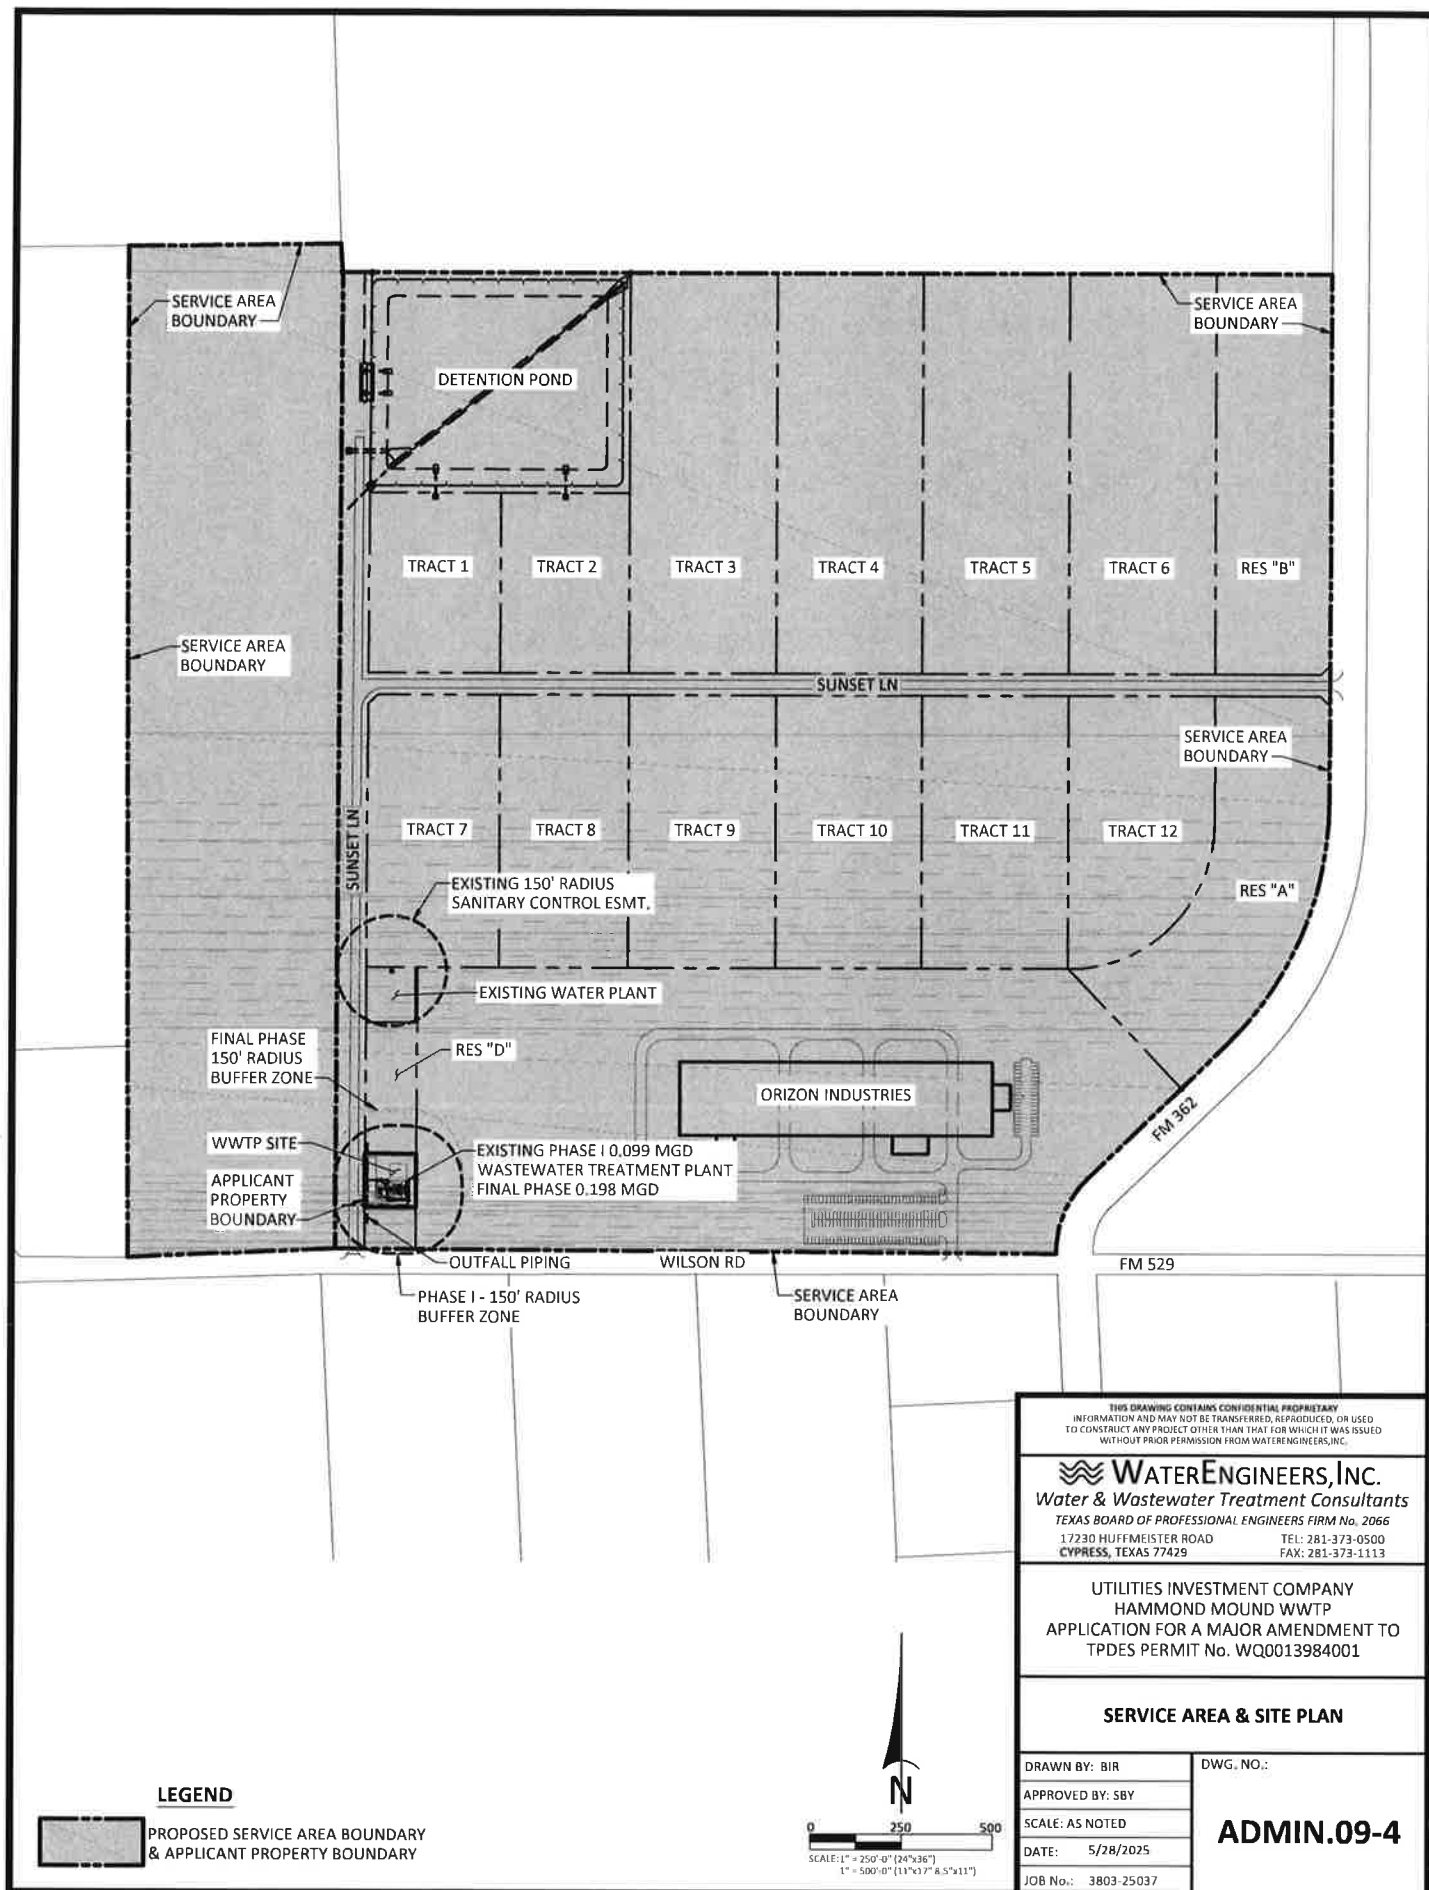 SERVICE AREA
BOUNDARY
SERVICE AREA
BOUNDARY
DETENTION POND
TRACT 1
TRACT 2
TRACT 3
TRACT 4
TRACT 5
TRACT 6
RES "B"
SERVICE AREA
BOUNDARY
SUNSET LN
SERVICE AREA
BOUNDARY
SUNSET LN
TRACT 7
TRACT 8
TRACT 9
TRACT 10
TRACT 11
TRACT 12
RES "A"
EXISTING 150' RADIUS
SANITARY CONTROL ESMT.
EXISTING WATER PLANT
FINAL PHASE
150' RADIUS
BUFFER ZONE
RES "D"
ORIZON INDUSTRIES
FM 362
WWTP SITE
EXISTING PHASE I 0.099 MGD
WASTEWATER TREATMENT PLANT
FINAL PHASE 0.198 MGD
APPLICANT
PROPERTY
BOUNDARY
OUTFALL PIPING
WILSON RD
FM 529
PHASE I - 150' RADIUS
BUFFER ZONE
SERVICE AREA
BOUNDARY
THIS DRAWING CONTAINS CONFIDENTIAL PROPRIETARY
INFORMATION AND MAY NOT BE TRANSFERRED, REPRODUCED, OR USED
TO CONSTRUCT ANY PROJECT OTHER THAN THAT FOR WHICH IT WAS ISSUED
WITHOUT PRIOR PERMISSION FROM WATERENGINEERS,INC.
WATERENGINEERS,INC.
Water & Wastewater Treatment Consultants
TEXAS BOARD OF PROFESSIONAL ENGINEERS FIRM No. 2066
17230 HUFFMEISTER ROAD TEL: 281-373-0500
CYPRESS, TEXAS 77429 FAX: 281-373-1113
UTILITIES INVESTMENT COMPANY
HAMMOND MOUND WWTP
APPLICATION FOR A MAJOR AMENDMENT TO
TPDES PERMIT No. WQ0013984001
SERVICE AREA & SITE PLAN
DRAWN BY: BIR
APPROVED BY: SBY
SCALE: AS NOTED
DATE: 5/28/2025
JOB No.: 3803-25037
DWG. NO.:
ADMIN.09-4
N
0 250 500
SCALE: 1" = 250'-0" (24"x36")
1" = 500'-0" (11"x17" 8.5"x11")
LEGEND
PROPOSED SERVICE AREA BOUNDARY
& APPLICANT PROPERTY BOUNDARY